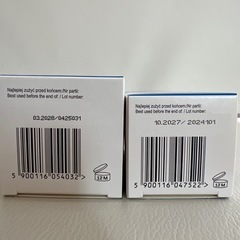 Najlepiej zużyć przed końcem:/Nr partii:
Best used before the end of: / Lot number:
03.2028/0425031
5 900116 054032 >
12M
Najlepiej zużyć przed końcem:/Nr partii:
Best used before the end of: / Lot number:
10.2027/ 2024101
5 900116 047522 >
12M